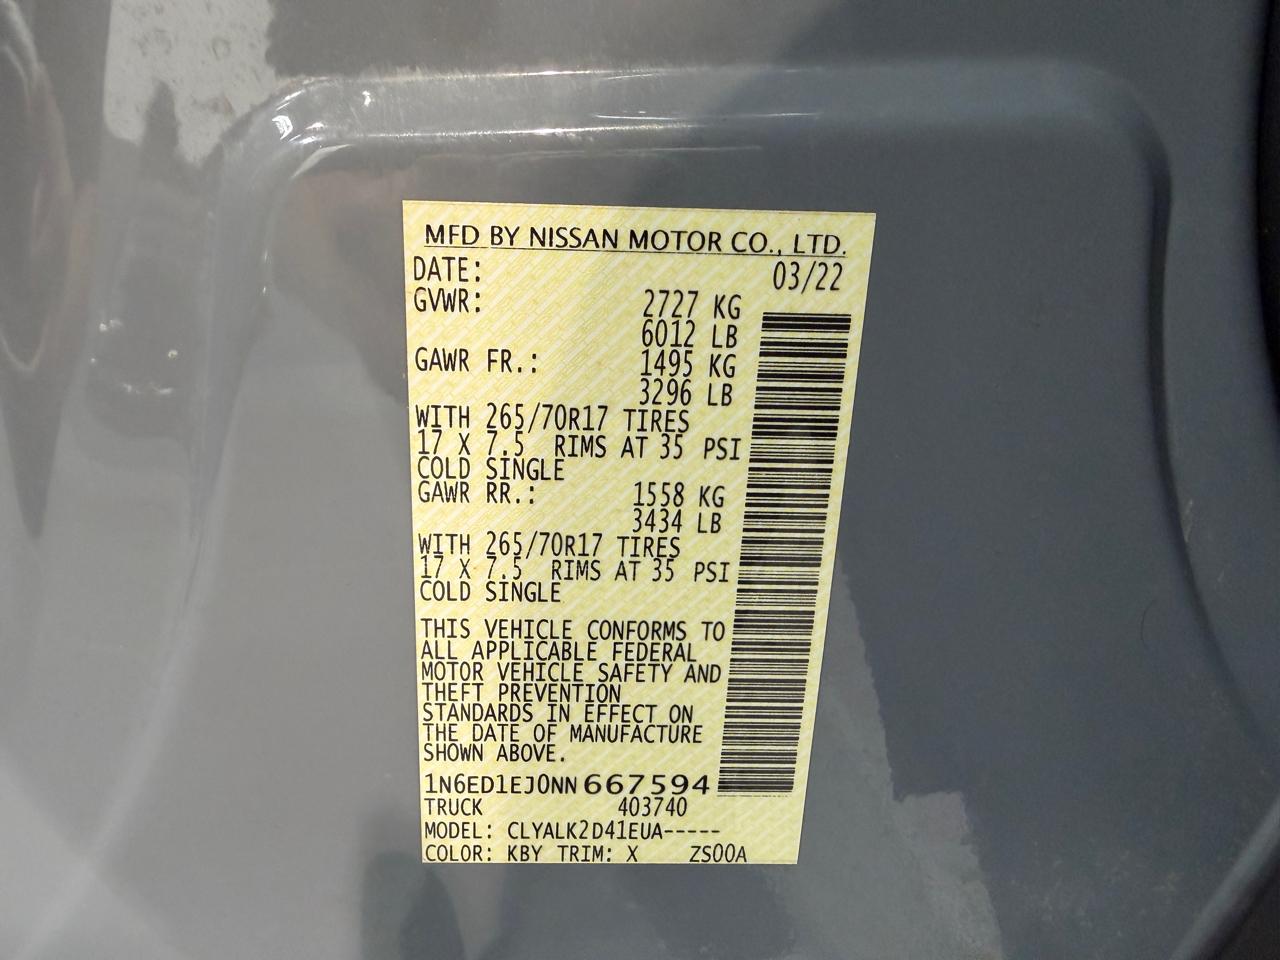 MFD BY NISSAN MOTOR CO., LTD.
DATE: 03/22
GVWR: 2727 KG
6012 LB
GAWR FR.: 1495 KG
3296 LB
WITH 265/70R17 TIRES
17 X 7.5 RIMS AT 35 PSI
COLD SINGLE
GAWR RR.: 1558 KG
3434 LB
WITH 265/70R17 TIRES
17 X 7.5 RIMS AT 35 PSI
COLD SINGLE
THIS VEHICLE CONFORMS TO
ALL APPLICABLE FEDERAL
MOTOR VEHICLE SAFETY AND
THEFT PREVENTION
STANDARDS IN EFFECT ON
THE DATE OF MANUFACTURE
SHOWN ABOVE.
1N6ED1EJ0NN667594
TRUCK 403740
MODEL: CLYALK2D41EUA-----
COLOR: KBY TRIM: X ZS00A